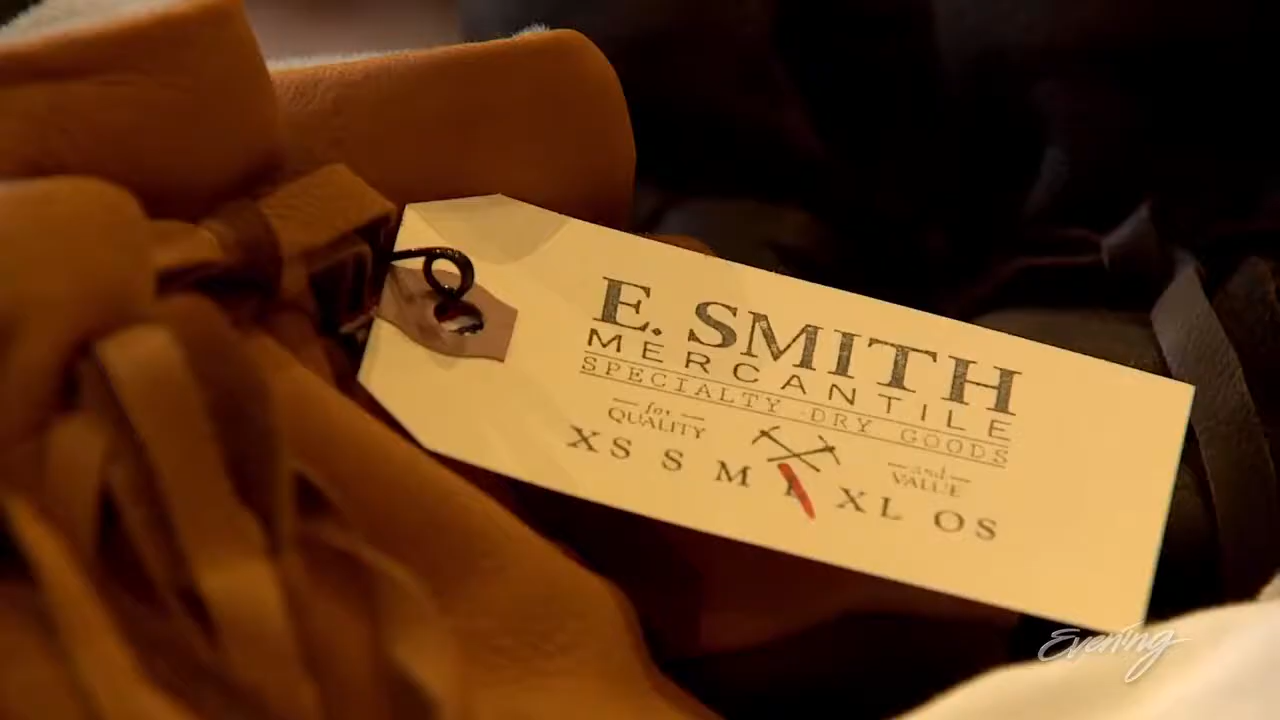 E. SMITH
MERCANTILE
SPECIALTY DRY GOODS
for QUALITY
and VALUE
XS S M L XL OS
Evening